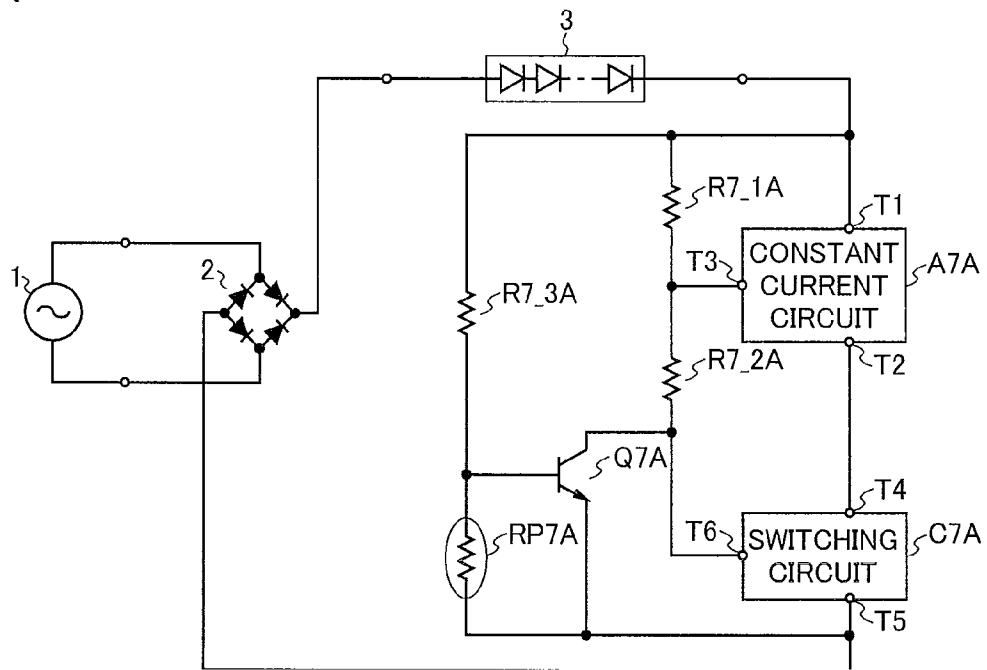 3
R7_1A
T1
1
2
T3
CONSTANT
CURRENT
CIRCUIT
A7A
R7_3A
R7_2A
T2
Q7A
T4
RP7A
T6
SWITCHING
CIRCUIT
C7A
T5